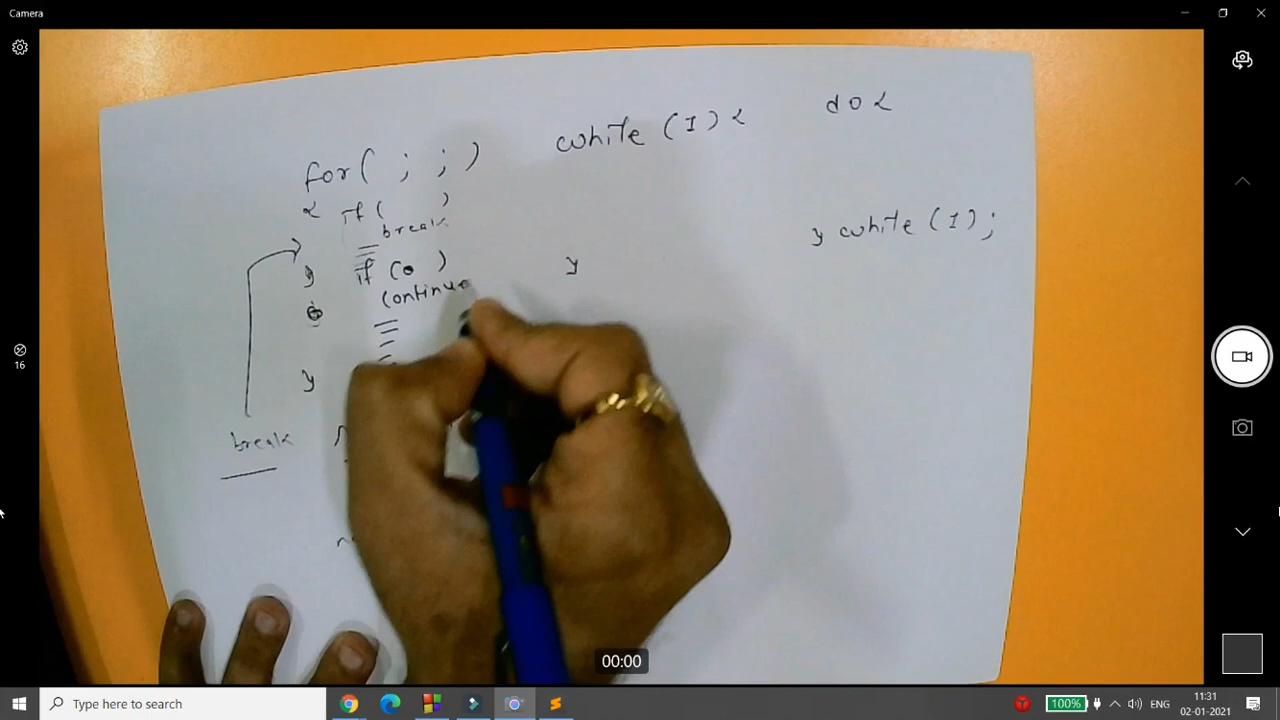 Camera
for( ; ; )
{ if( )
break
}
if ( )
continue
}
break
while (1) {
}
do {
} while (1);
16
00:00
Type here to search
100%
ENG
11:31
02-01-2021